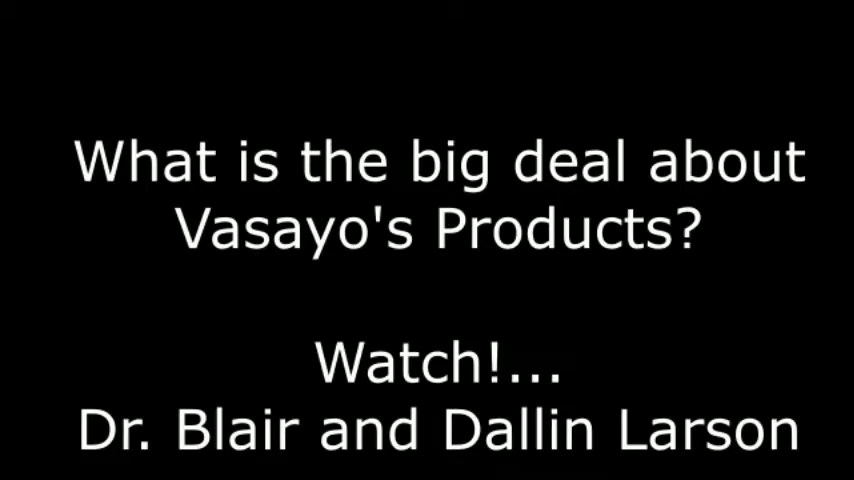 What is the big deal about
Vasayo's Products?
Watch!...
Dr. Blair and Dallin Larson